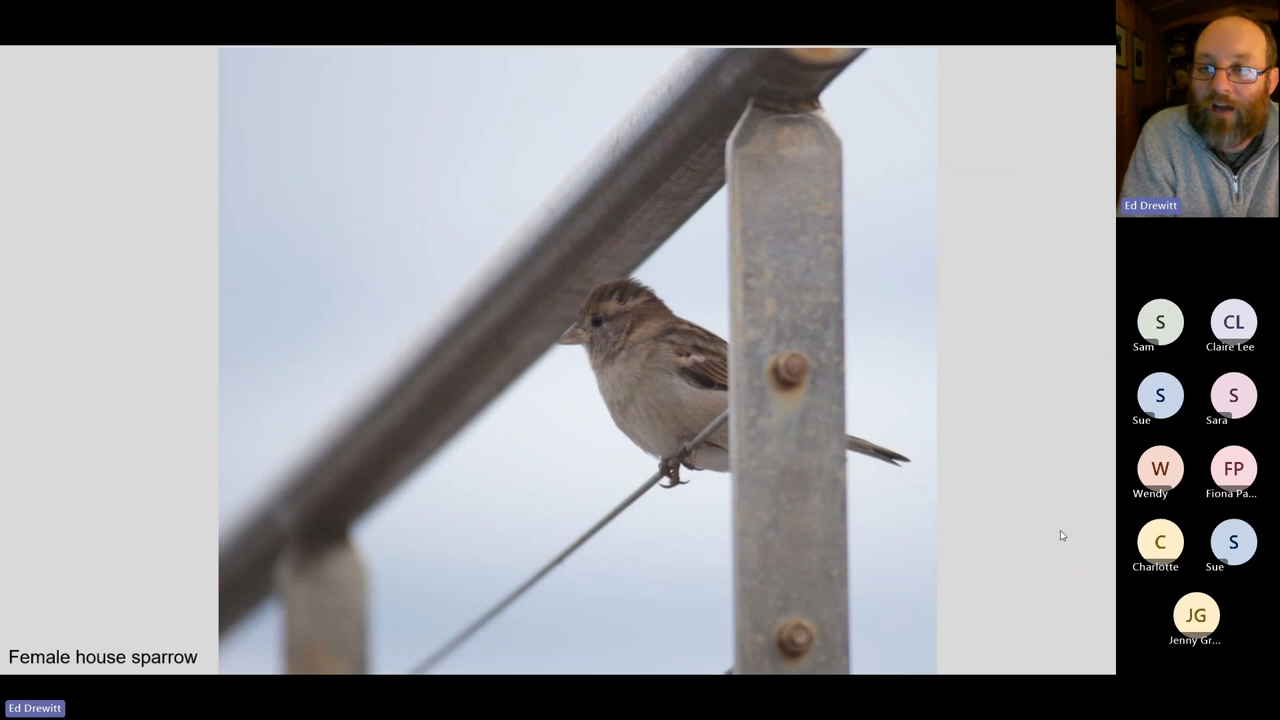 Ed Drewitt
S
Sam
CL
Claire Lee
S
Sue
S
Sara
W
Wendy
FP
Fiona Pa...
C
Charlotte
S
Sue
JG
Jenny Gr...
Female house sparrow
Ed Drewitt